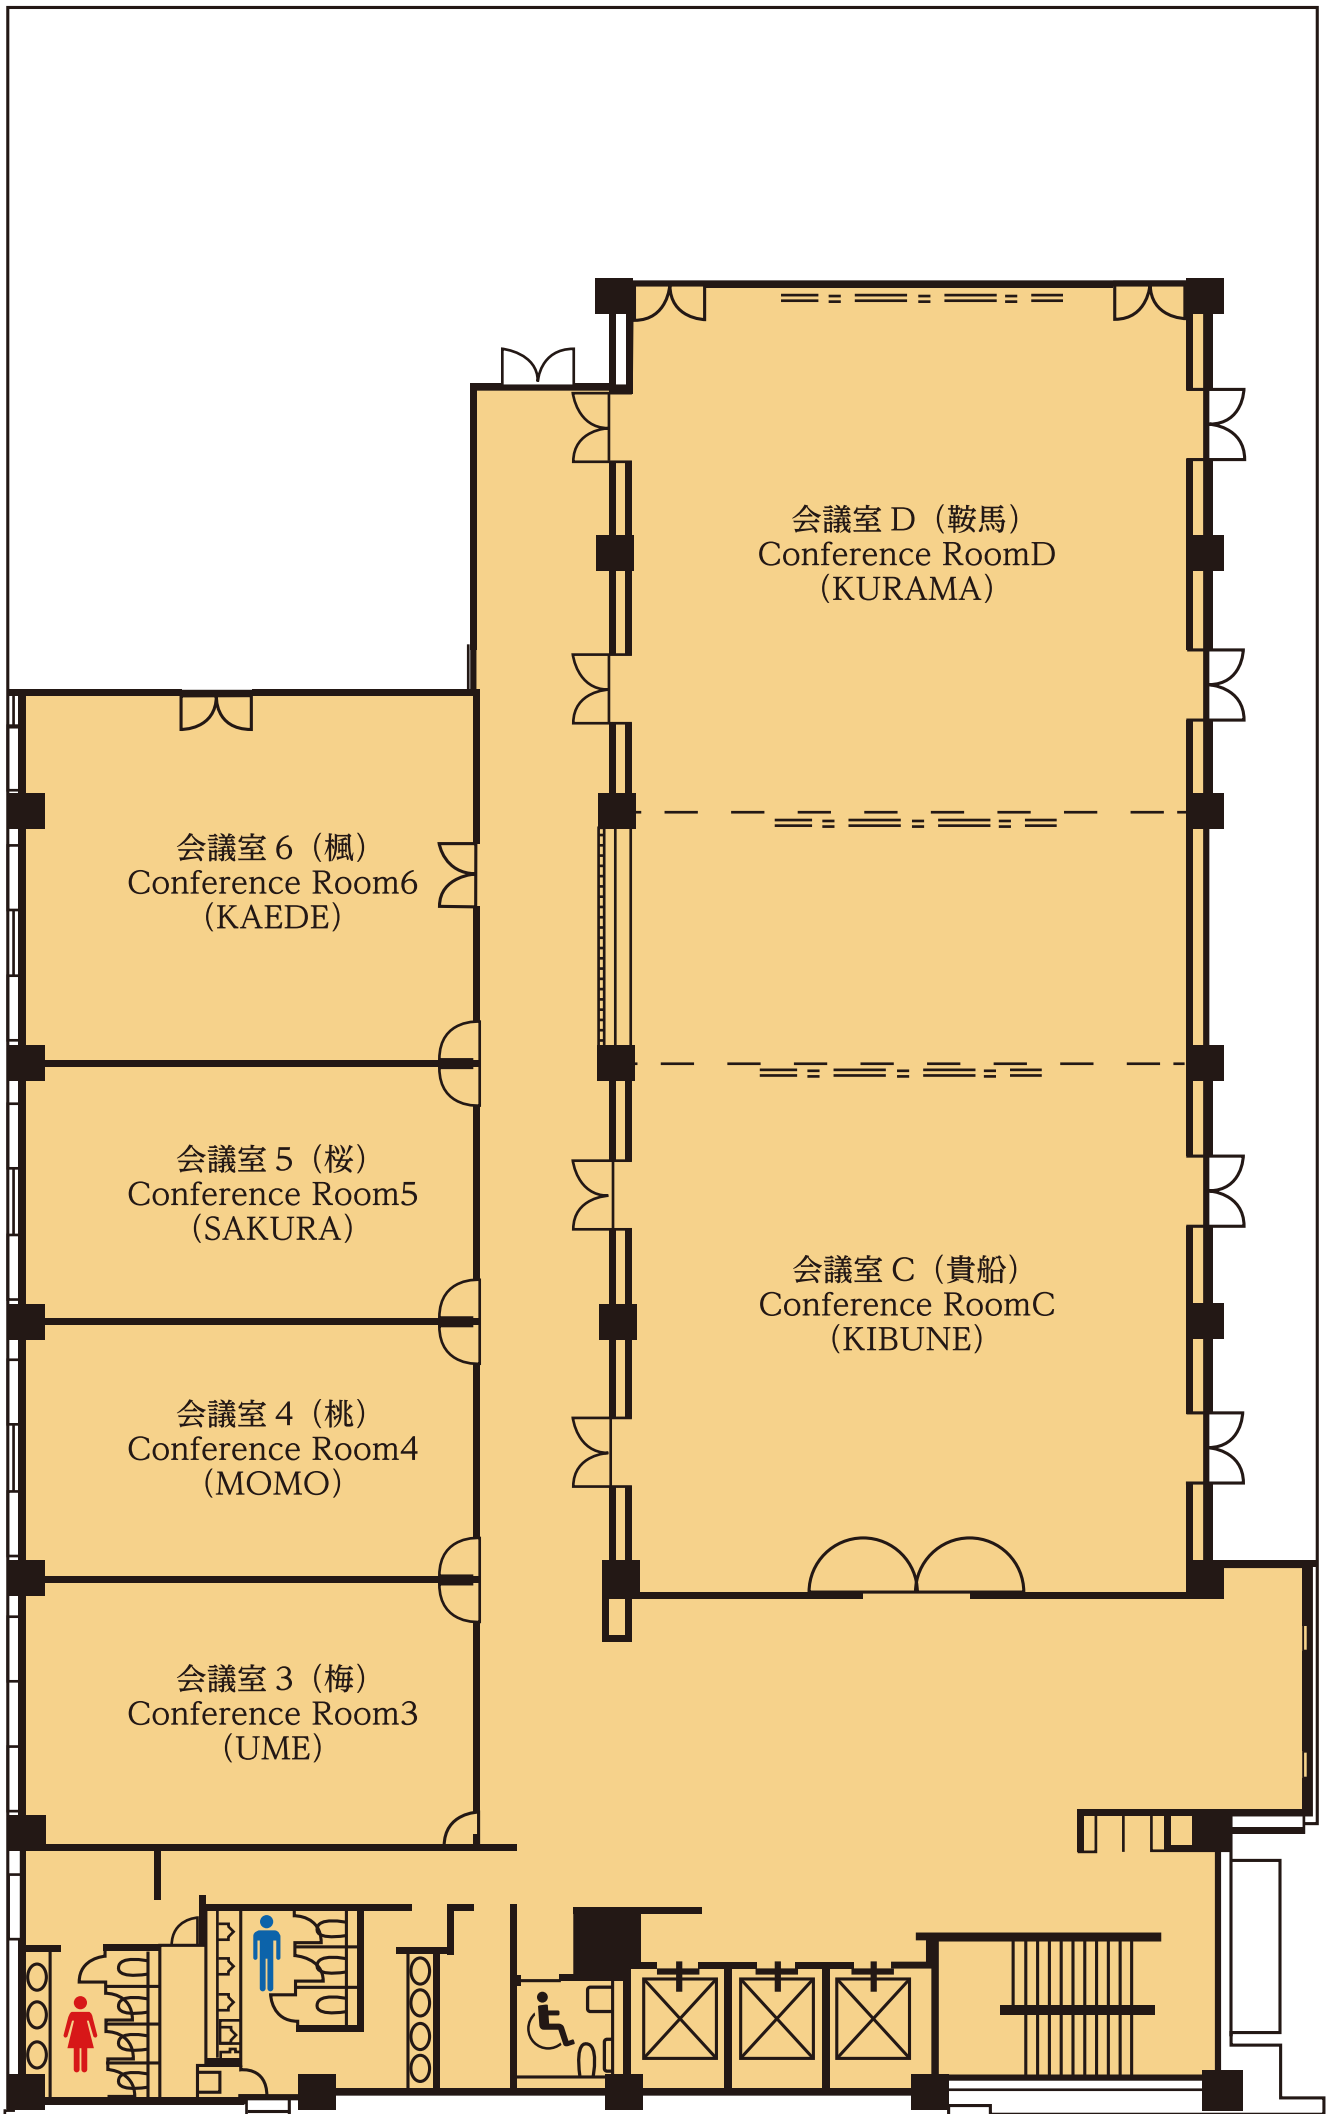 会議室 D（鞍馬）
Conference RoomD
（KURAMA）
会議室 6（楓）
Conference Room6
（KAEDE）
会議室 5（桜）
Conference Room5
（SAKURA）
会議室 C（貴船）
Conference RoomC
（KIBUNE）
会議室 4（桃）
Conference Room4
（MOMO）
会議室 3（梅）
Conference Room3
（UME）